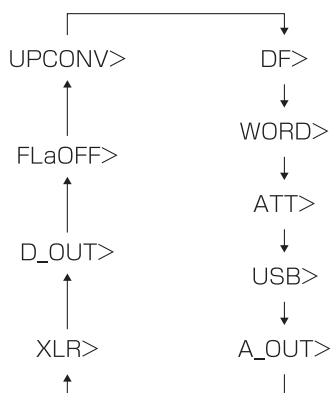 UPCONV> DF>
WORD>
FLaOFF>
ATT>
D_OUT>
USB>
XLR> A_OUT>